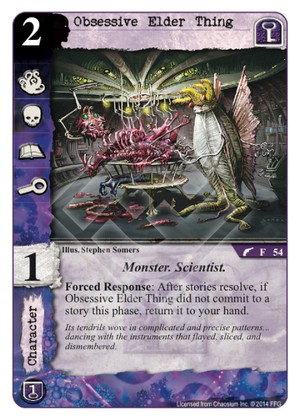 2
Obsessive Elder Thing
Illus. Stephen Somers
F 54
1
Monster. Scientist.
Forced Response: After stories resolve, if
Obsessive Elder Thing did not commit to a
story this phase, return it to your hand.
Its tendrils wove in complicated and precise patterns...
dancing with the instruments that flayed, sliced, and
dismembered.
Character
1
Licensed from Chaosium Inc. © 2014 FFG